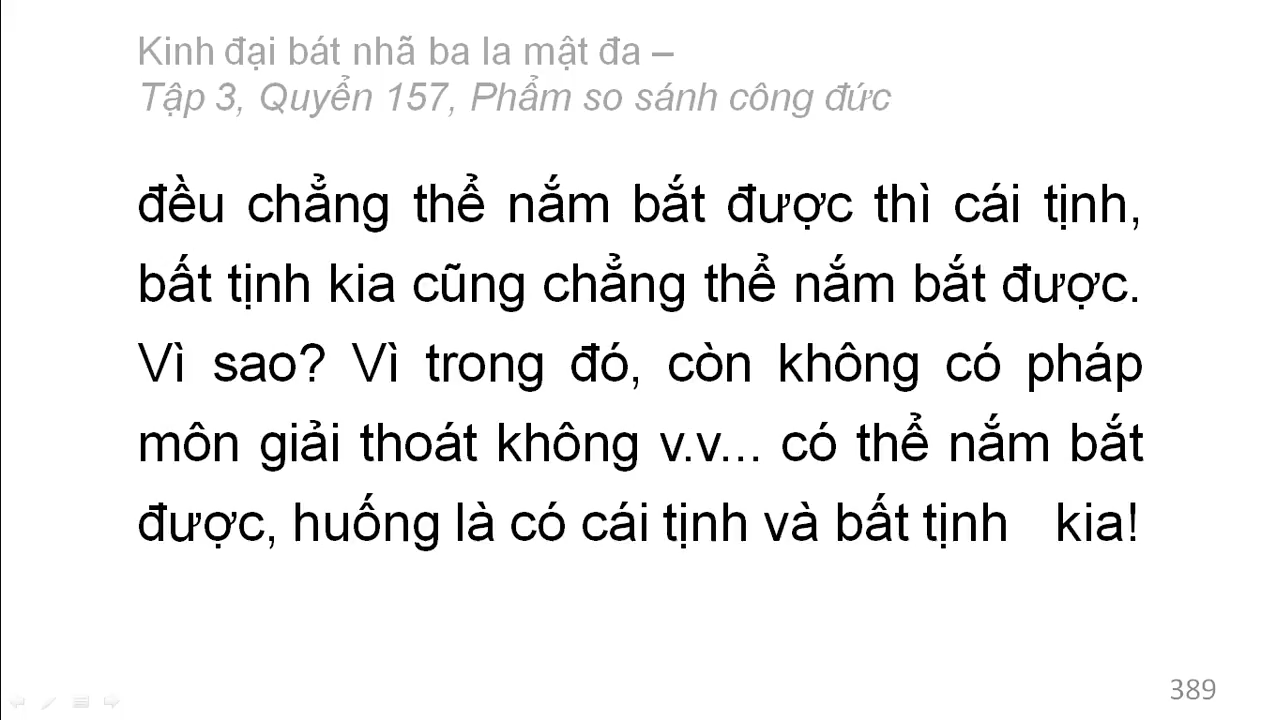 Kinh đại bát nhã ba la mật đa –
Tập 3, Quyển 157, Phẩm so sánh công đức
đều chẳng thể nắm bắt được thì cái tịnh,
bất tịnh kia cũng chẳng thể nắm bắt được.
Vì sao? Vì trong đó, còn không có pháp
môn giải thoát không v.v... có thể nắm bắt
được, huống là có cái tịnh và bất tịnh kia!
389